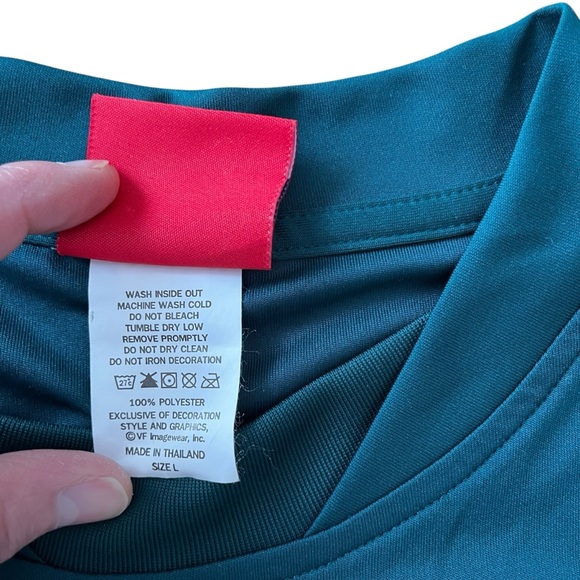 WASH INSIDE OUT
MACHINE WASH COLD
DO NOT BLEACH
TUMBLE DRY LOW
REMOVE PROMPTLY
DO NOT DRY CLEAN
DO NOT IRON DECORATION
100% POLYESTER
EXCLUSIVE OF DECORATION
STYLE AND GRAPHICS,
©VF Imagewear, Inc.
MADE IN THAILAND
SIZE L